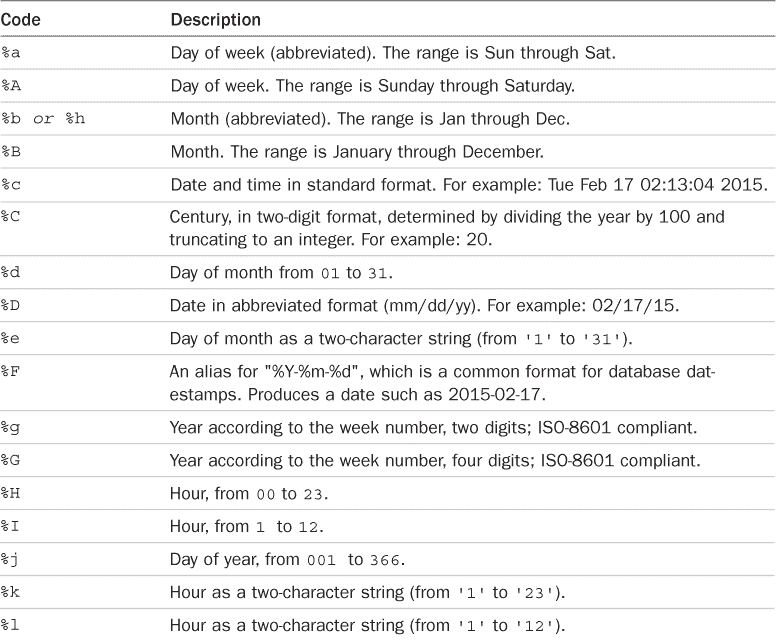 Code Description
%a Day of week (abbreviated). The range is Sun through Sat.
%A Day of week. The range is Sunday through Saturday.
%b or %h Month (abbreviated). The range is Jan through Dec.
%B Month. The range is January through December.
%c Date and time in standard format. For example: Tue Feb 17 02:13:04 2015.
%C Century, in two-digit format, determined by dividing the year by 100 and
truncating to an integer. For example: 20.
%d Day of month from 01 to 31.
%D Date in abbreviated format (mm/dd/yy). For example: 02/17/15.
%e Day of month as a two-character string (from '1' to '31').
%F An alias for "%Y-%m-%d", which is a common format for database dat-
estamps. Produces a date such as 2015-02-17.
%g Year according to the week number, two digits; ISO-8601 compliant.
%G Year according to the week number, four digits; ISO-8601 compliant.
%H Hour, from 00 to 23.
%I Hour, from 1 to 12.
%j Day of year, from 001 to 366.
%k Hour as a two-character string (from '1' to '23').
%l Hour as a two-character string (from '1' to '12').